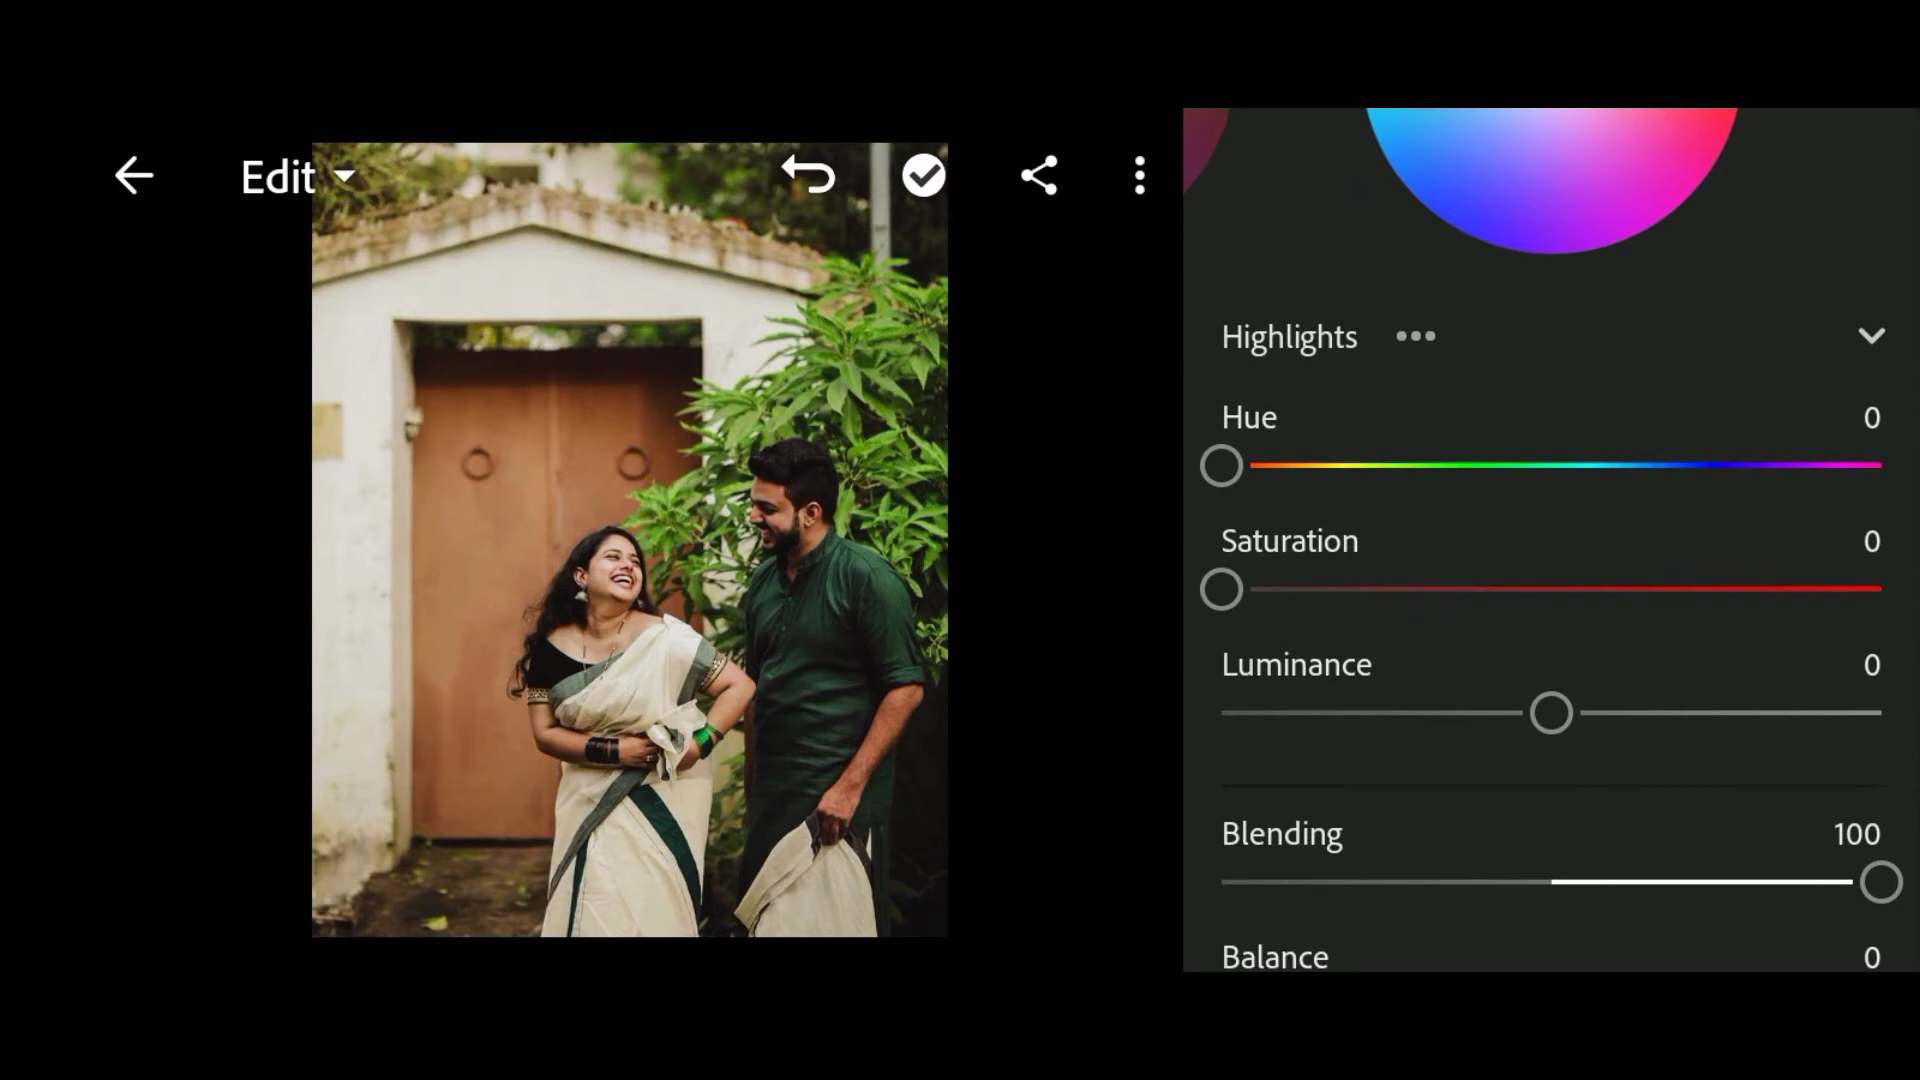 Edit
Highlights
Hue 0
Saturation 0
Luminance 0
Blending 100
Balance 0